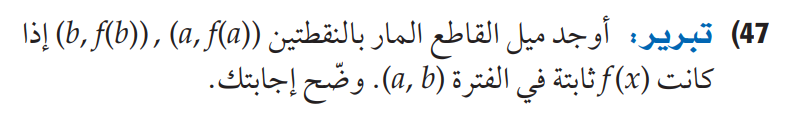 47) تبرير: أوجد ميل القاطع المار بالنقطتين (a, f(a)) , (b, f(b)) إذا
كانت f(x) ثابتة في الفترة (a, b). وضّح إجابتك.